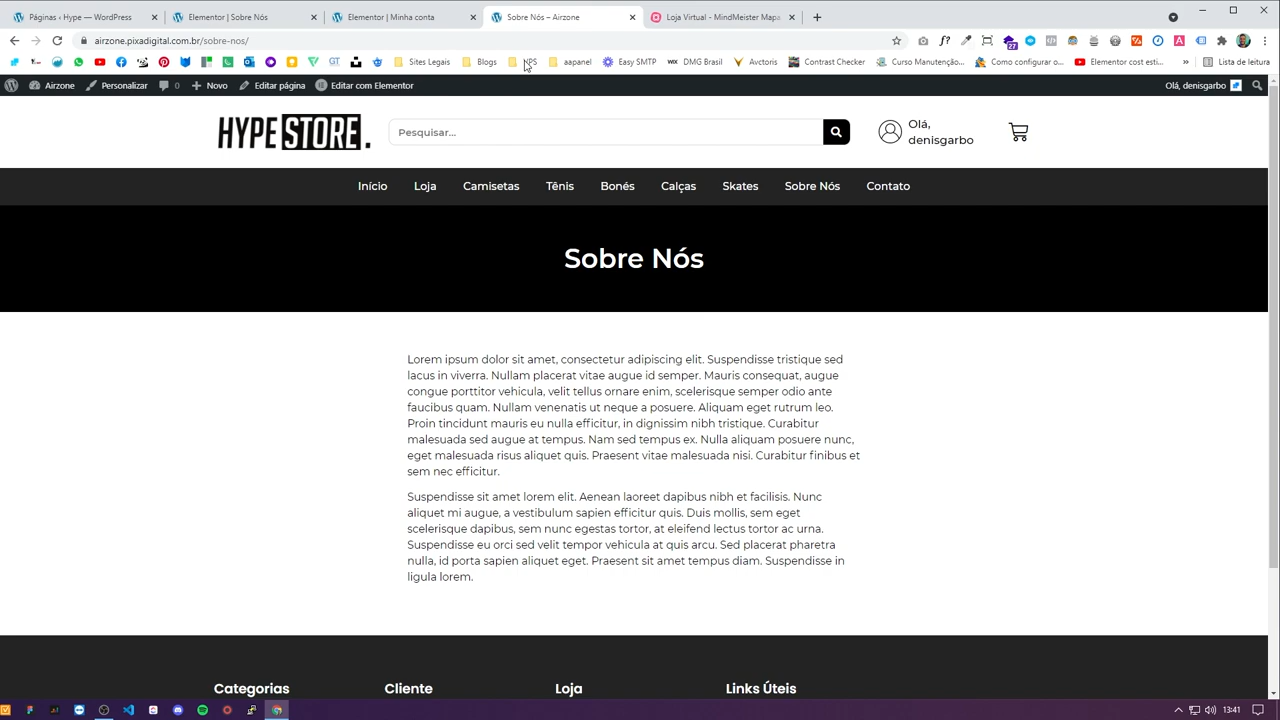 Páginas ‹ Hype — WordPress
Elementor | Sobre Nós
Elementor | Minha conta
Sobre Nós – Airzone
Loja Virtual - MindMeister Mapa
airzone.pixadigital.com.br/sobre-nos/
27
Sites Legais
Blogs
aapanel
Easy SMTP
DMG Brasil
Avctoris
Contrast Checker
Curso Manutenção...
Como configurar o...
Elementor cost esti...
»
Lista de leitura
Airzone
Personalizar
0
Novo
Editar página
Editar com Elementor
Olá, denisgarbo
HYPE STORE.
Pesquisar...
Olá,
denisgarbo
Início Loja Camisetas Tênis Bonés Calças Skates Sobre Nós Contato
Sobre Nós
Lorem ipsum dolor sit amet, consectetur adipiscing elit. Suspendisse tristique sed
lacus in viverra. Nullam placerat vitae augue id semper. Mauris consequat, augue
congue porttitor vehicula, velit tellus ornare enim, scelerisque semper odio ante
faucibus quam. Nullam venenatis ut neque a posuere. Aliquam eget rutrum leo.
Proin tincidunt mauris eu nulla efficitur, in dignissim nibh tristique. Curabitur
malesuada sed augue at tempus. Nam sed tempus ex. Nulla aliquam posuere nunc,
eget malesuada risus aliquet quis. Praesent vitae malesuada nisi. Curabitur finibus et
sem nec efficitur.
Suspendisse sit amet lorem elit. Aenean laoreet dapibus nibh et facilisis. Nunc
aliquet mi augue, a vestibulum sapien efficitur quis. Duis mollis, sem eget
scelerisque dapibus, sem nunc egestas tortor, at eleifend lectus tortor ac urna.
Suspendisse eu orci sed velit tempor vehicula at quis arcu. Sed placerat pharetra
nulla, id porta sapien aliquet eget. Praesent sit amet tempus diam. Suspendisse in
ligula lorem.
Categorias Cliente Loja Links Úteis
13:41